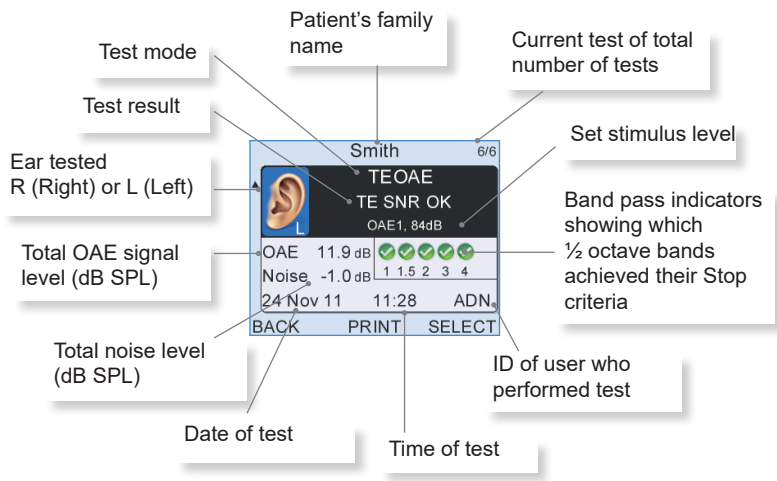 Patient’s family
name
Test mode
Current test of total
number of tests
Test result
Set stimulus level
Ear tested
R (Right) or L (Left)
Smith 6/6
TEOAE
TE SNR OK
OAE1, 84dB
L
OAE 11.9 dB
Noise -1.0 dB
1 1.5 2 3 4
24 Nov 11 11:28 ADN
BACK PRINT SELECT
Band pass indicators
showing which
½ octave bands
achieved their Stop
criteria
Total OAE signal
level (dB SPL)
Total noise level
(dB SPL)
ID of user who
performed test
Date of test
Time of test